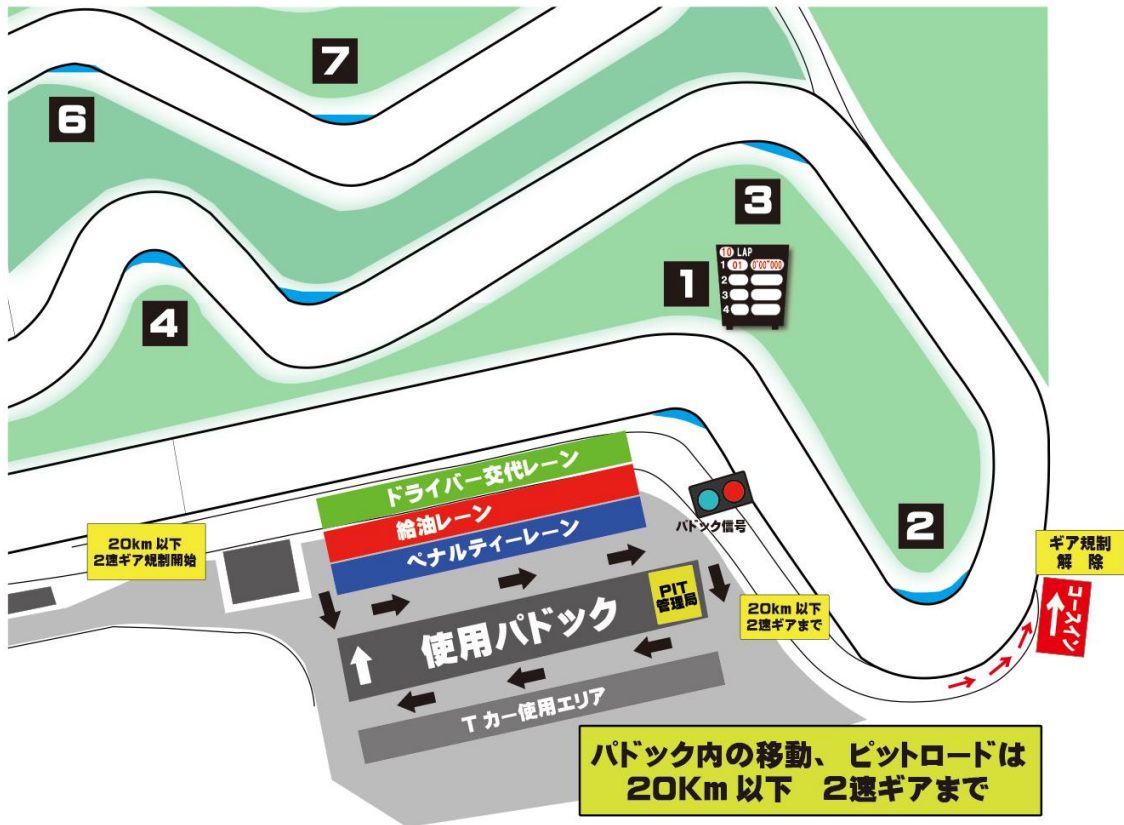 7
6
3
10 LAP
1 01 0'00"000
2
3
4
1
4
ドライバー交代レーン
給油レーン
ペナルティーレーン
パドック信号
2
20km 以下
2速ギア規制開始
ギア規制
解 除
コースイン
PIT
管理局
20km 以下
2速ギアまで
使用パドック
T カー使用エリア
パドック内の移動、ピットロードは
20Km 以下 2速ギアまで